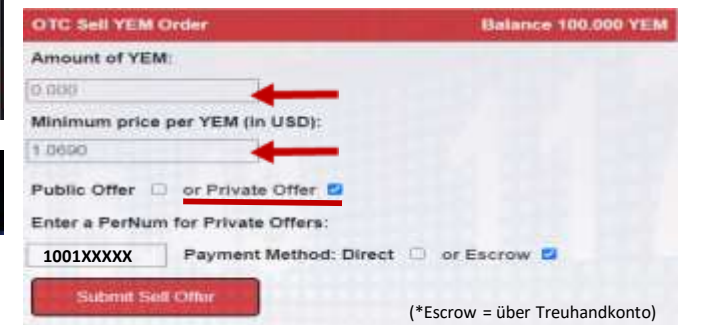 OTC Sell YEM Order Balance 100.000 YEM
Amount of YEM:
0.000
Minimum price per YEM (in USD):
1.0690
Public Offer or Private Offer
Enter a PerNum for Private Offers:
1001XXXXX Payment Method: Direct or Escrow
Submit Sell Offer
(*Escrow = über Treuhandkonto)